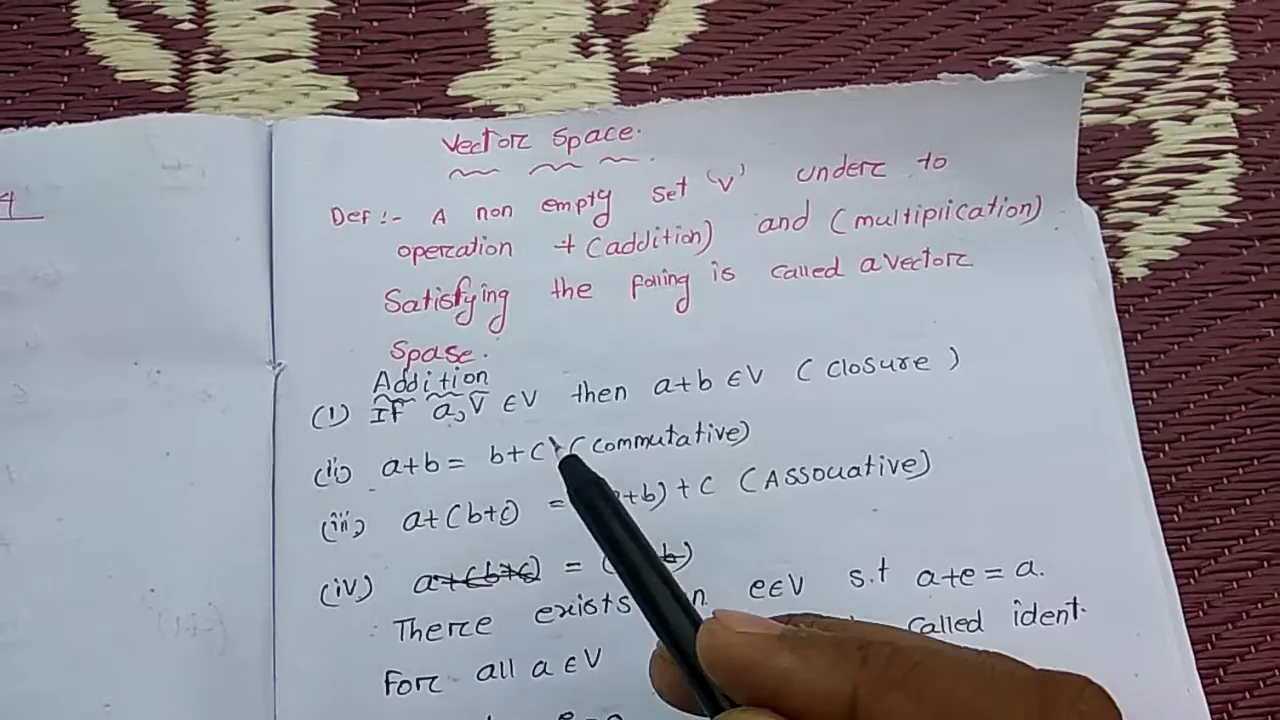 Vector Space.
Def :- A non empty set 'V' under to
operation + (addition) and (multiplication).
Satisfying the folling is called a vector
Spase.
Addition
(1) If a, V ∈V then a+b ∈V (Closure)
(ii) a+b = b+C (Commutative)
(iii) a+(b+c) = +b)+C (Assouative)
(iv) a+(b+c) = ( b)
There exists e∈V s.t a+e = a.
For all a ∈V called ident.